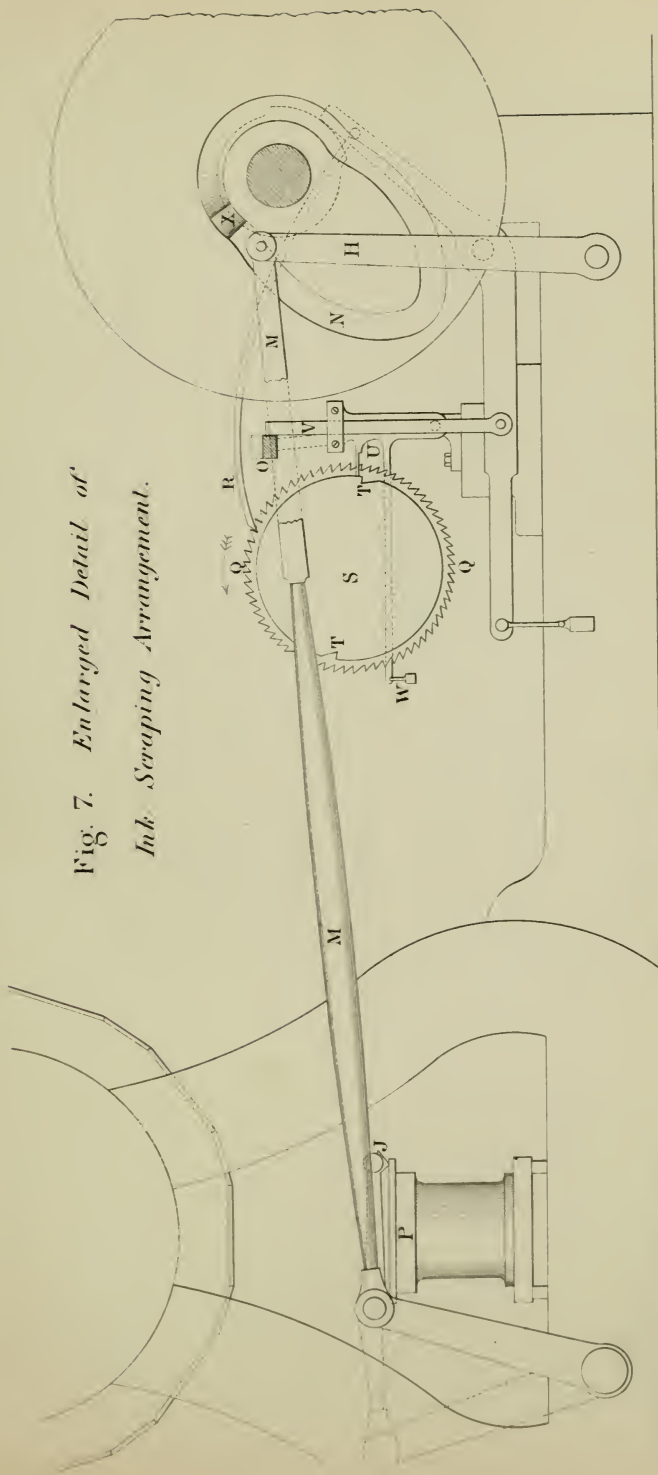 Fig. 7. Enlarged Detail of
Ink Scraping Arrangement.
X
H
N
M
R
O
V
U
Q
T
S
T
Q
W
M
J
P